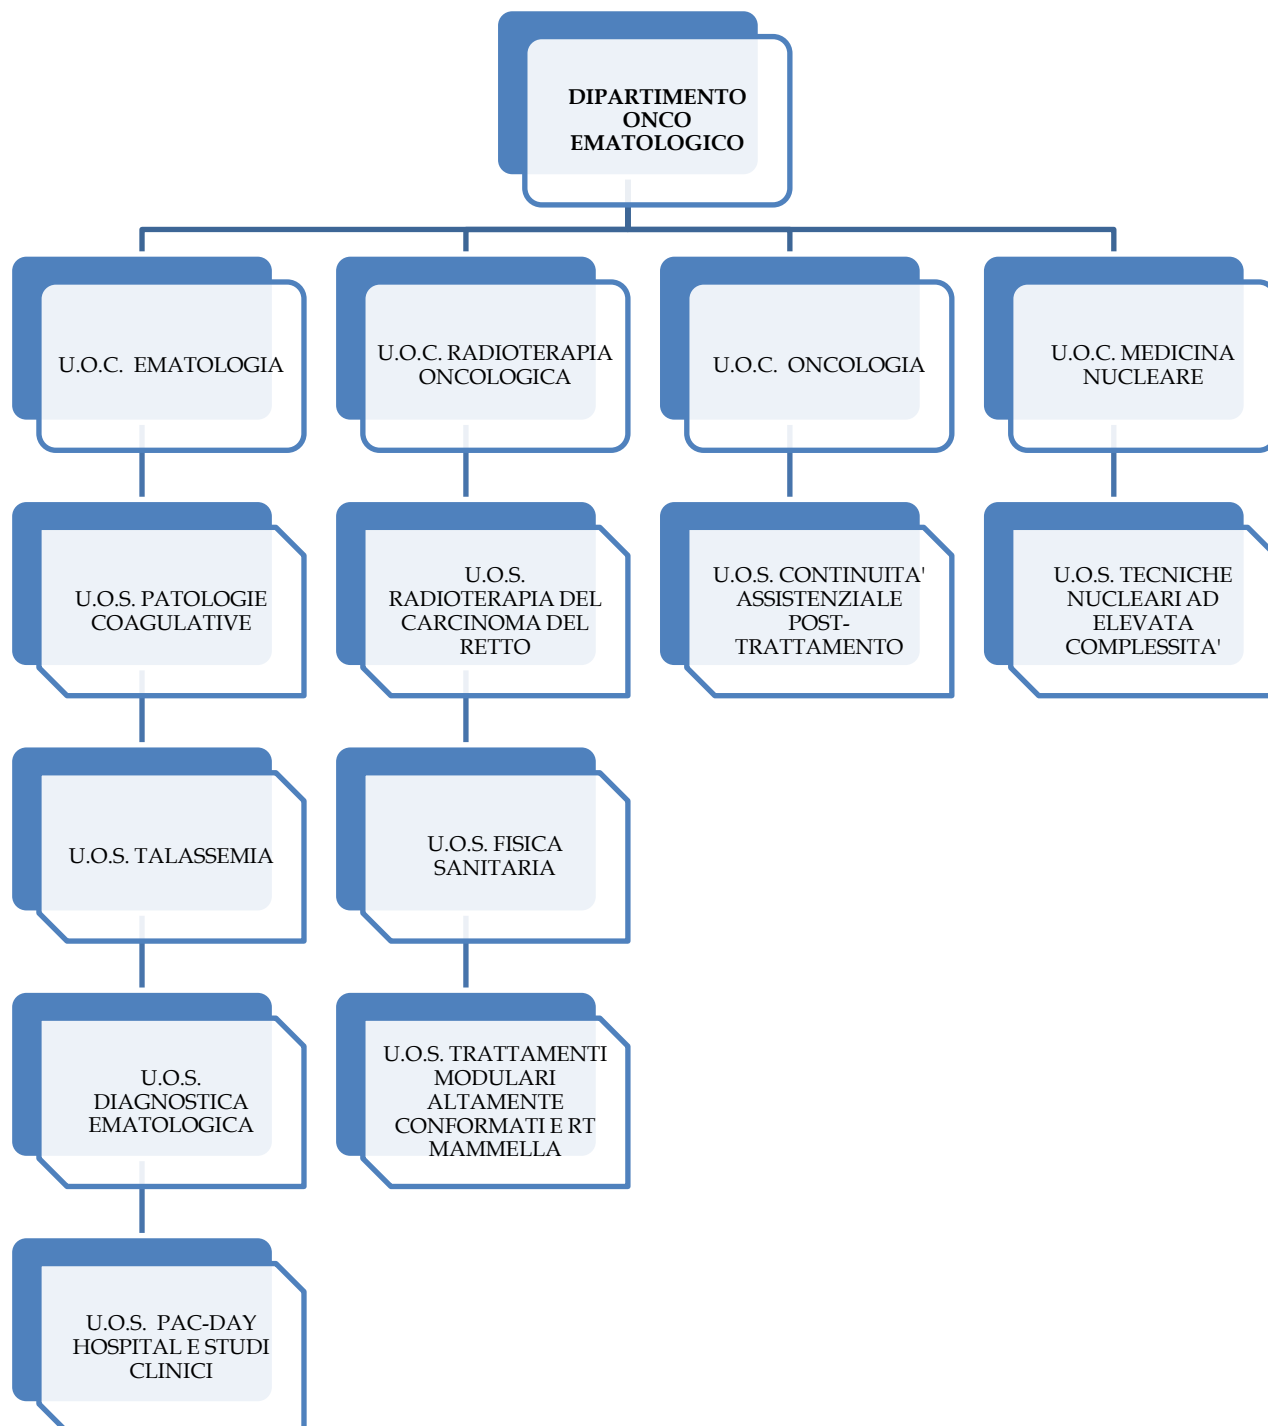 DIPARTIMENTO
ONCO
EMATOLOGICO
U.O.C. EMATOLOGIA
U.O.C. RADIOTERAPIA
ONCOLOGICA
U.O.C. ONCOLOGIA
U.O.C. MEDICINA
NUCLEARE
U.O.S. PATOLOGIE
COAGULATIVE
U.O.S.
RADIOTERAPIA DEL
CARCINOMA DEL
RETTO
U.O.S. CONTINUITA'
ASSISTENZIALE
POST-
TRATTAMENTO
U.O.S. TECNICHE
NUCLEARI AD
ELEVATA
COMPLESSITA'
U.O.S. TALASSEMIA
U.O.S. FISICA
SANITARIA
U.O.S.
DIAGNOSTICA
EMATOLOGICA
U.O.S. TRATTAMENTI
MODULARI
ALTAMENTE
CONFORMATI E RT
MAMMELLA
U.O.S. PAC-DAY
HOSPITAL E STUDI
CLINICI